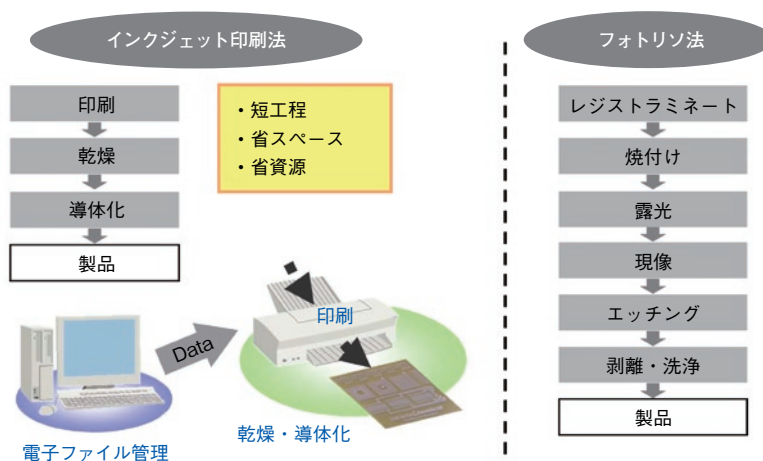 インクジェット印刷法
印刷
乾燥
導体化
製品
・短工程
・省スペース
・省資源
Data
印刷
電子ファイル管理
乾燥・導体化
フォトリソ法
レジストラミネート
焼付け
露光
現像
エッチング
剥離・洗浄
製品